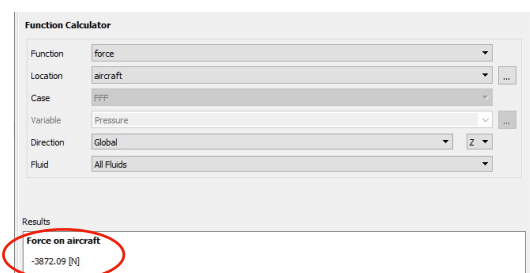 Function Calculator
Function force
Location aircraft ...
Case FFF
Variable Pressure ...
Direction Global Z
Fluid All Fluids
Results
Force on aircraft
-3872.09 [N]